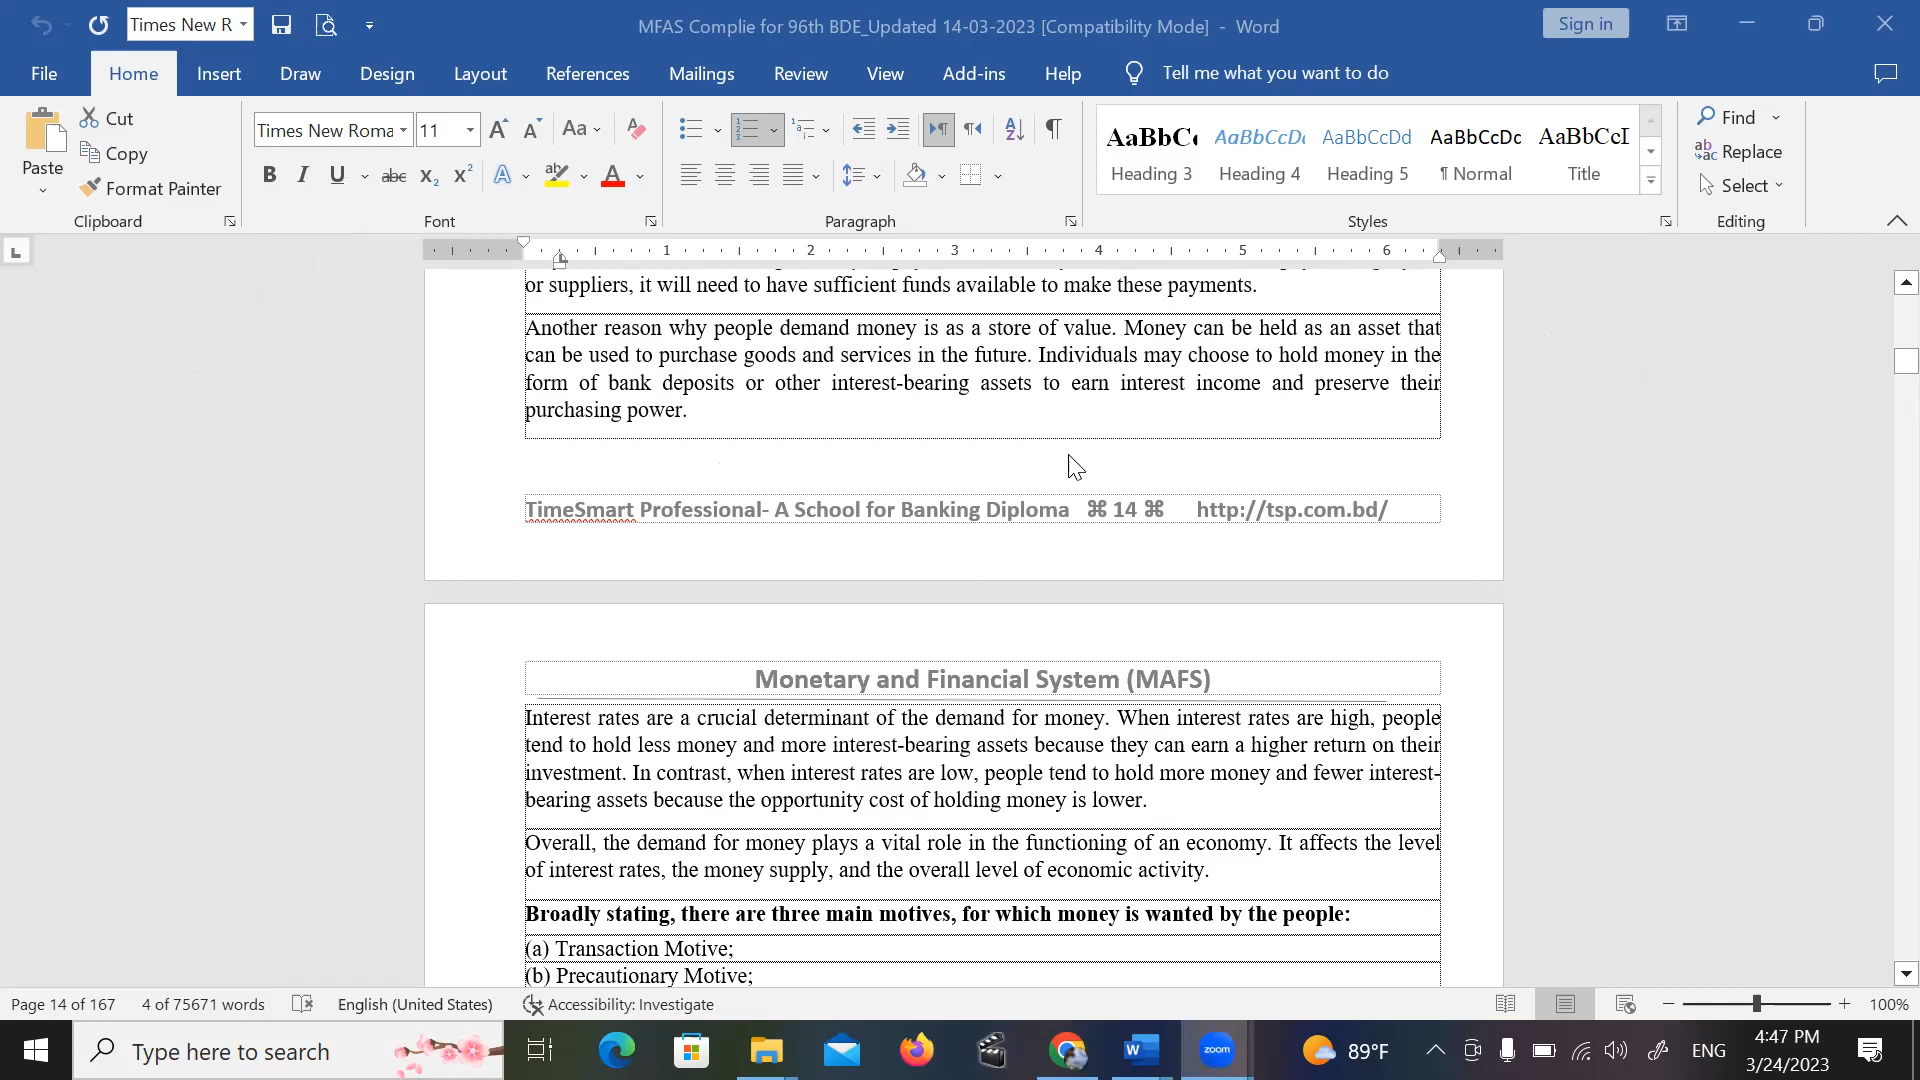 Times New R
MFAS Complie for 96th BDE_Updated 14-03-2023 [Compatibility Mode] - Word
Sign in
File Home Insert Draw Design Layout References Mailings Review View Add-ins Help Tell me what you want to do
Paste
Cut
Copy
Format Painter
Clipboard
Times New Roma 11
Font
Paragraph
AaBbCc AaBbCcDc AaBbCcDd AaBbCcDc AaBbCcI
Heading 3 Heading 4 Heading 5 ¶ Normal Title
Styles
Find
Replace
Select
Editing
1 2 3 4 5 6
or suppliers, it will need to have sufficient funds available to make these payments.
Another reason why people demand money is as a store of value. Money can be held as an asset that
can be used to purchase goods and services in the future. Individuals may choose to hold money in the
form of bank deposits or other interest-bearing assets to earn interest income and preserve their
purchasing power.
TimeSmart Professional- A School for Banking Diploma ⌘ 14 ⌘ http://tsp.com.bd/
Monetary and Financial System (MAFS)
Interest rates are a crucial determinant of the demand for money. When interest rates are high, people
tend to hold less money and more interest-bearing assets because they can earn a higher return on their
investment. In contrast, when interest rates are low, people tend to hold more money and fewer interest-
bearing assets because the opportunity cost of holding money is lower.
Overall, the demand for money plays a vital role in the functioning of an economy. It affects the level
of interest rates, the money supply, and the overall level of economic activity.
Broadly stating, there are three main motives, for which money is wanted by the people:
(a) Transaction Motive;
(b) Precautionary Motive;
Page 14 of 167 4 of 75671 words English (United States) Accessibility: Investigate 100%
Type here to search
zoom
89°F
ENG
4:47 PM
3/24/2023